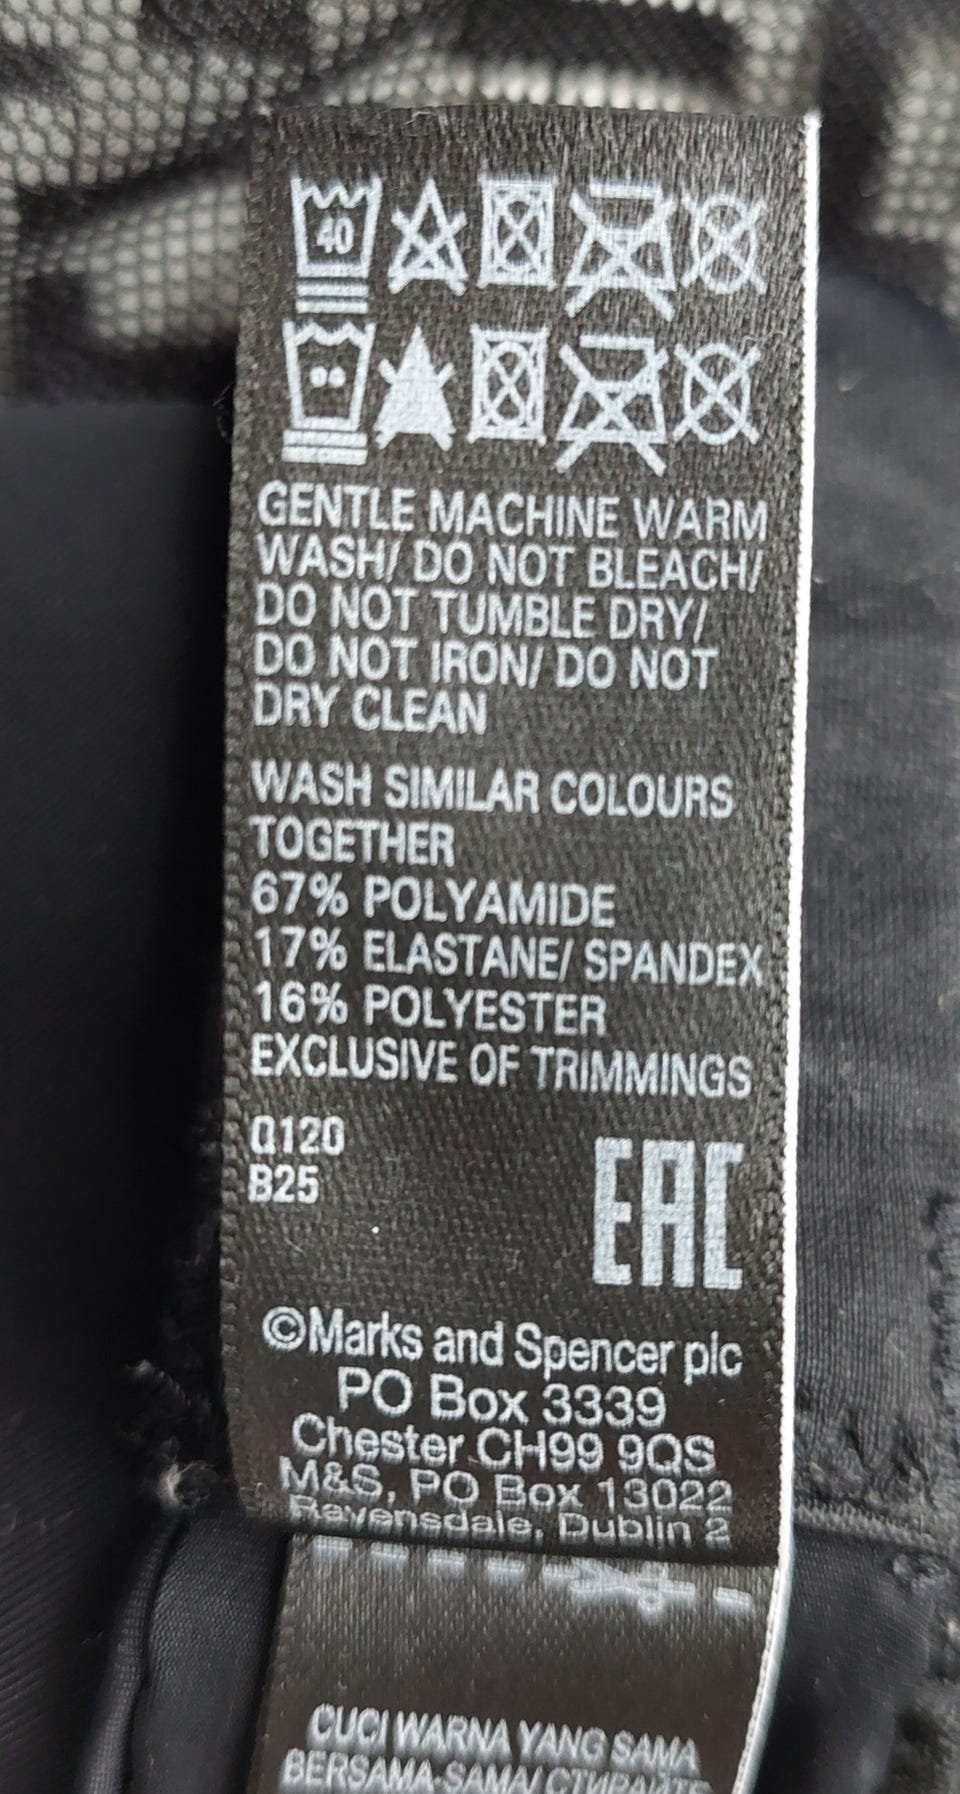 40
GENTLE MACHINE WARM
WASH/ DO NOT BLEACH/
DO NOT TUMBLE DRY/
DO NOT IRON/ DO NOT
DRY CLEAN
WASH SIMILAR COLOURS
TOGETHER
67% POLYAMIDE
17% ELASTANE/ SPANDEX
16% POLYESTER
EXCLUSIVE OF TRIMMINGS
Q120
B25
EAC
©Marks and Spencer plc
PO Box 3339
Chester CH99 9QS
M&S, PO Box 13022
Ravensdale, Dublin 2
CUCI WARNA YANG SAMA
BERSAMA-SAMA/ СТИРАЙТЕ